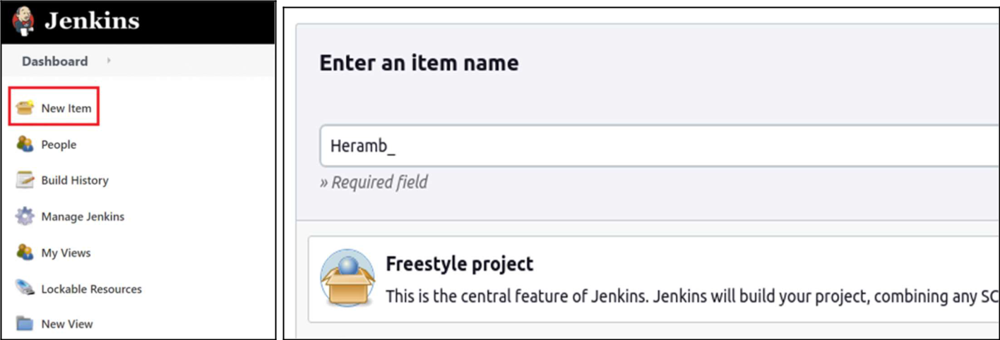 Jenkins
Dashboard
New Item
People
Build History
Manage Jenkins
My Views
Lockable Resources
New View
Enter an item name
Heramb_
» Required field
Freestyle project
This is the central feature of Jenkins. Jenkins will build your project, combining any SC